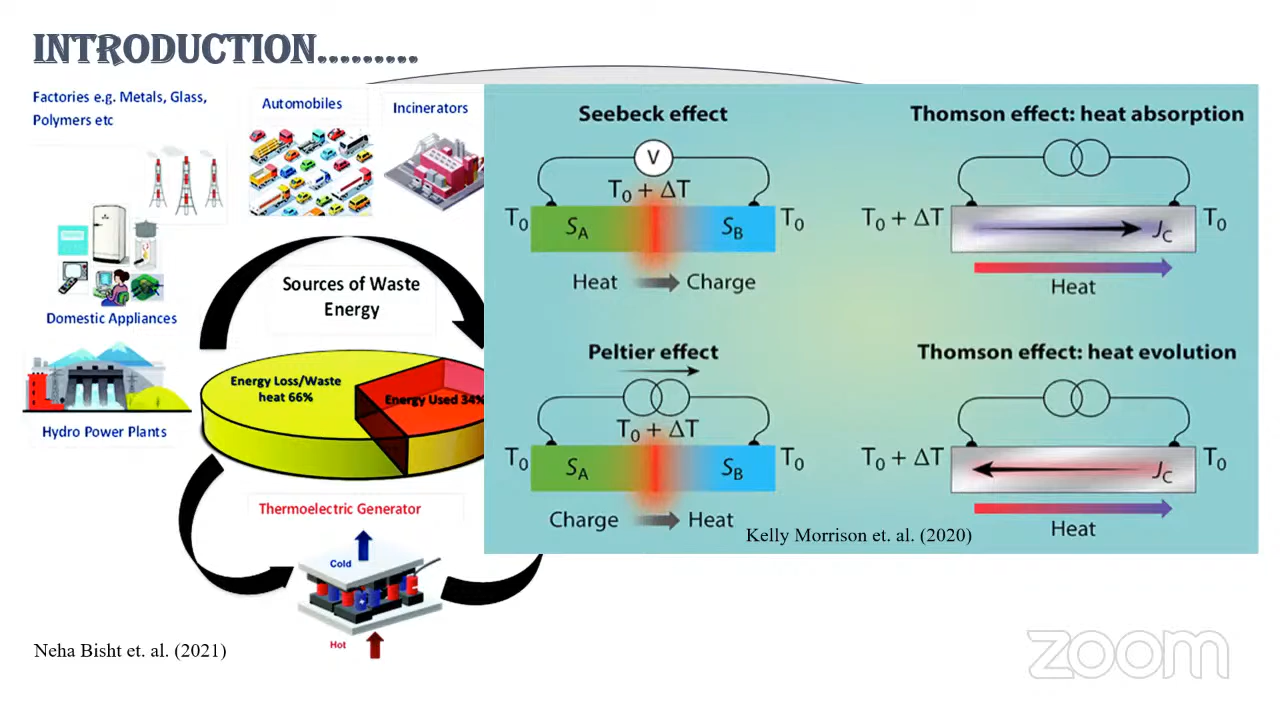 INTRODUCTION.........
Factories e.g. Metals, Glass,
Polymers etc
Automobiles
Incinerators
Domestic Appliances
Hydro Power Plants
Sources of Waste
Energy
Energy Loss/Waste
heat 66%
Energy Used 34%
Thermoelectric Generator
Cold
Hot
Neha Bisht et. al. (2021)
Seebeck effect
V
T₀ + ΔT
T₀
S_A
S_B
T₀
Heat
Charge
Thomson effect: heat absorption
T₀ + ΔT
J_C
T₀
Heat
Peltier effect
T₀ + ΔT
T₀
S_A
S_B
T₀
Charge
Heat
Thomson effect: heat evolution
T₀ + ΔT
J_C
T₀
Heat
Kelly Morrison et. al. (2020)
zoom